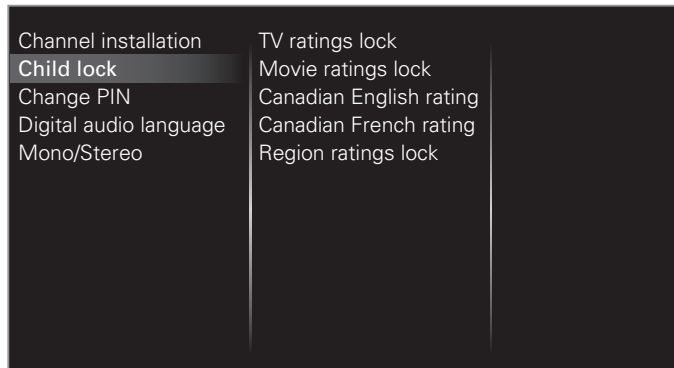 Channel installation
Child lock
Change PIN
Digital audio language
Mono/Stereo
TV ratings lock
Movie ratings lock
Canadian English rating
Canadian French rating
Region ratings lock